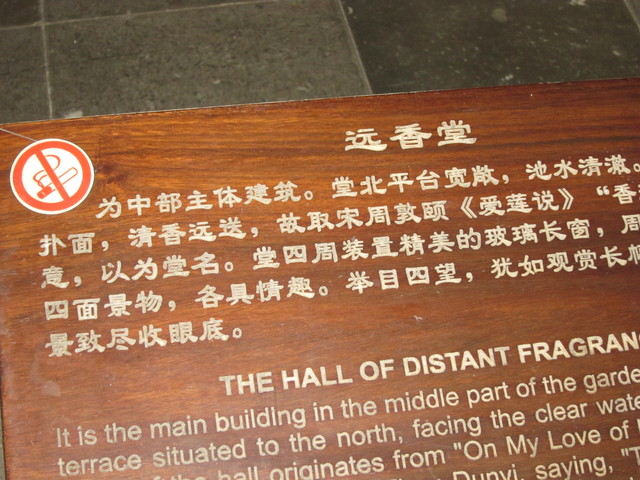 远香堂
为中部主体建筑。堂北平台宽敞，池水清澈。
扑面，清香远送，故取宋周敦颐《爱莲说》“香
意，以为堂名。堂四周装置精美的玻璃长窗，周
四面景物，各具情趣。举目四望，犹如观赏长
景致尽收眼底。
THE HALL OF DISTANT
It is the main building in the middle part of the
terrace situated to the north, facing the clear
of the hall originates from "On My Love of
Dunyi, saying,